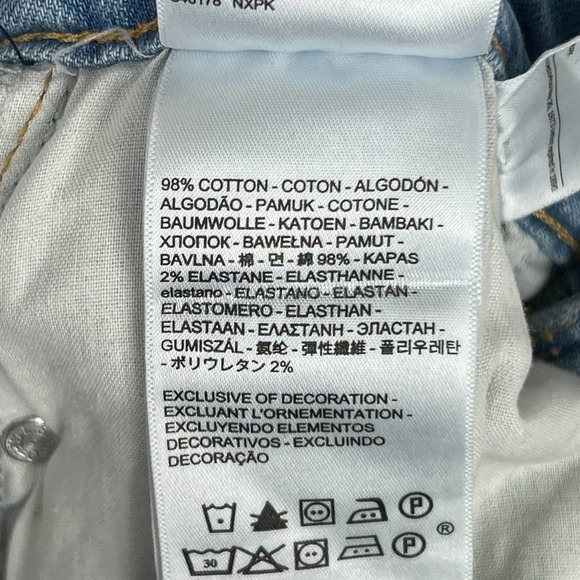 NXPK
98% COTTON - COTON - ALGODÓN -
ALGODÃO - PAMUK - COTONE -
BAUMWOLLE - KATOEN - BAMBAKI -
ХЛОПОК - BAWEŁNA - PAMUT -
BAVLNA - 棉 - 면 - 綿 98% - KAPAS
2% ELASTANE - ELASTHANNE -
elastano - ELASTANO - ELASTAN -
ELASTOMERO - ELASTHAN -
ELASTAAN - ΕΛΑΣΤΑΝΗ - ЭЛАСТАН -
GUMISZÁL - 氨纶 - 彈性纖維 - 폴리우레탄
- ポリウレタン 2%
EXCLUSIVE OF DECORATION -
EXCLUANT L'ORNEMENTATION -
EXCLUYENDO ELEMENTOS
DECORATIVOS - EXCLUINDO
DECORAÇÃO
P
30 P ®